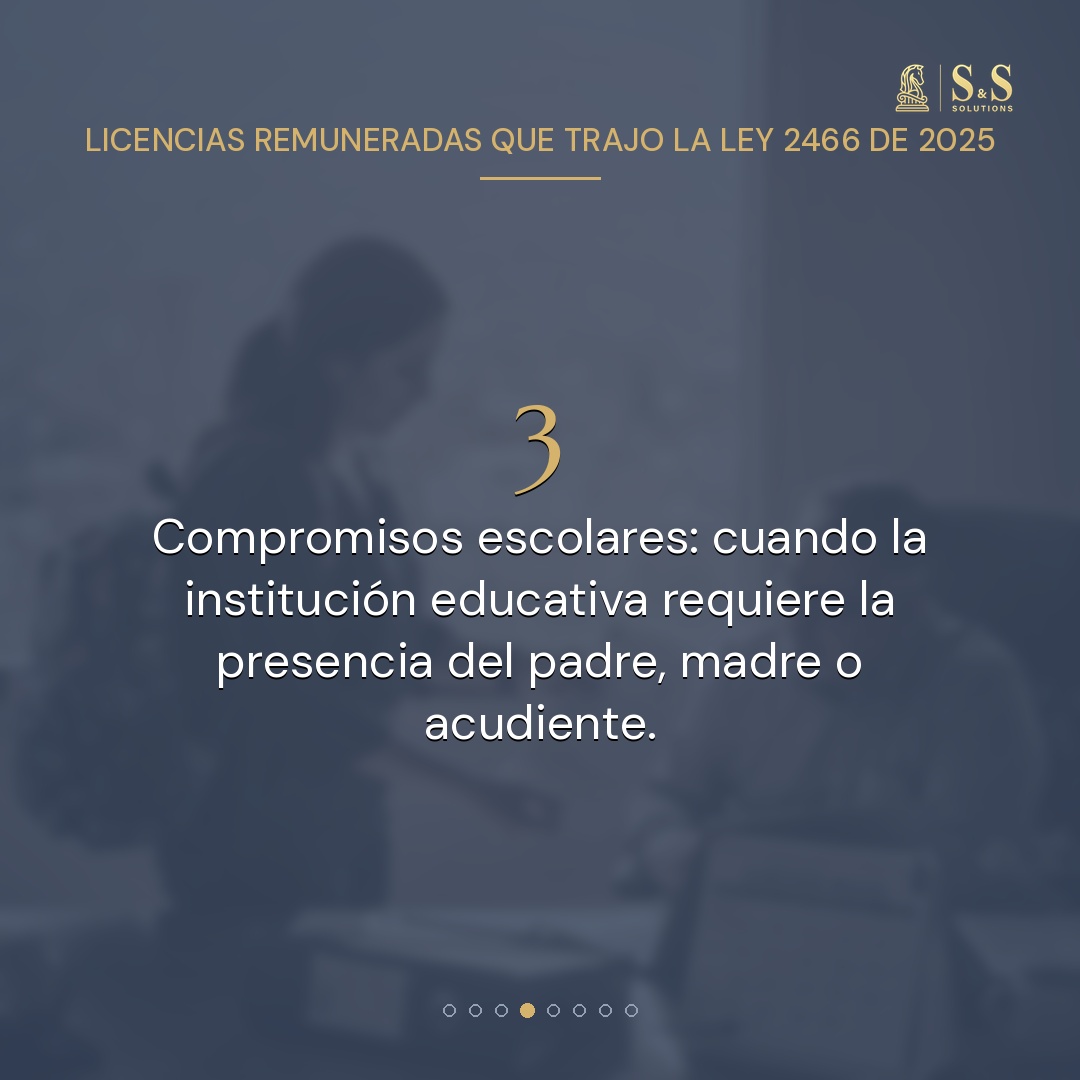 S&S
SOLUTIONS
LICENCIAS REMUNERADAS QUE TRAJO LA LEY 2466 DE 2025
3
Compromisos escolares: cuando la
institución educativa requiere la
presencia del padre, madre o
acudiente.